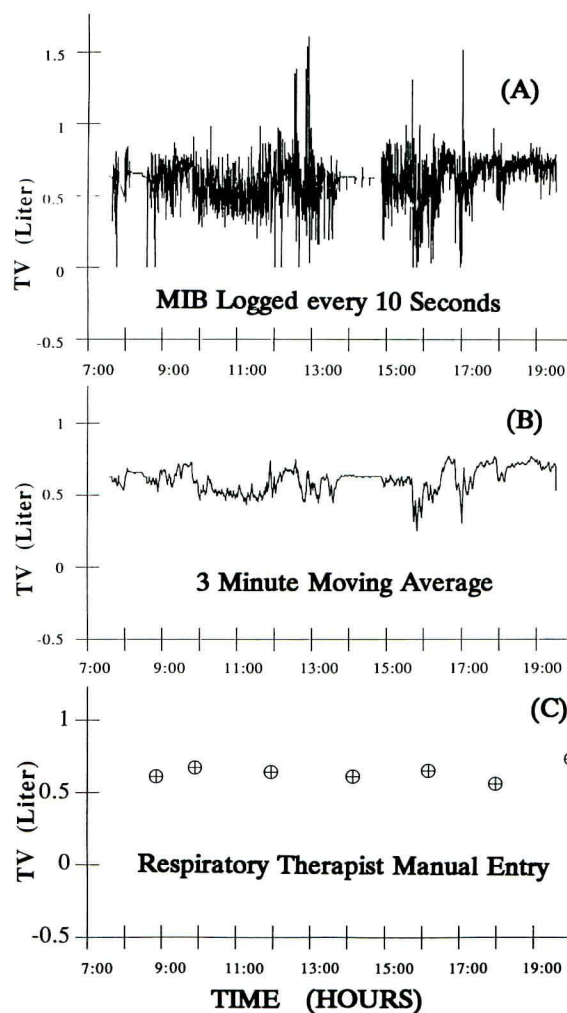 1.5
(A)
1
0.5
TV (Liter)
0
MIB Logged every 10 Seconds
-0.5
7:00 9:00 11:00 13:00 15:00 17:00 19:00
1
(B)
0.5
TV (Liter)
0
3 Minute Moving Average
-0.5
7:00 9:00 11:00 13:00 15:00 17:00 19:00
1
(C)
0.5
TV (Liter)
0
Respiratory Therapist Manual Entry
-0.5
7:00 9:00 11:00 13:00 15:00 17:00 19:00
TIME (HOURS)